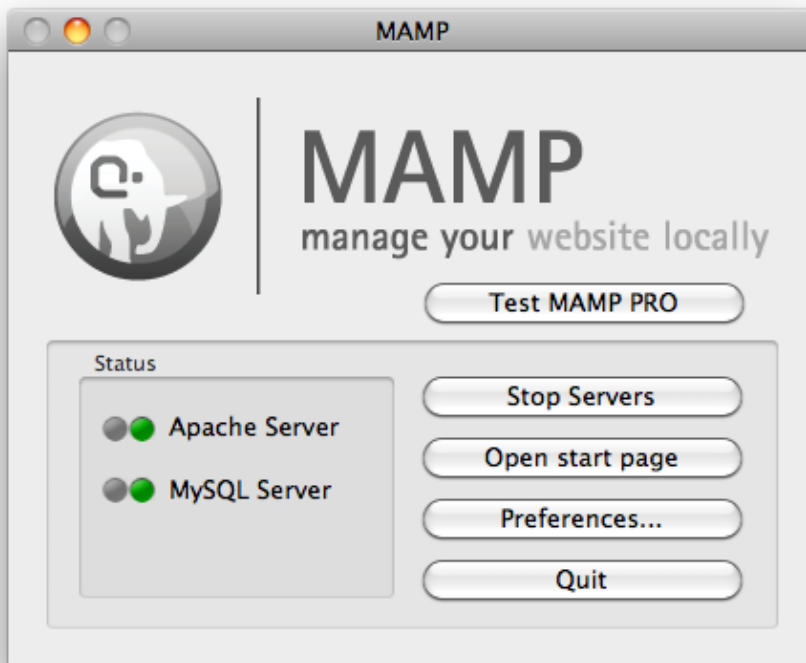 MAMP
MAMP
manage your website locally
Test MAMP PRO
Status
Apache Server
MySQL Server
Stop Servers
Open start page
Preferences...
Quit